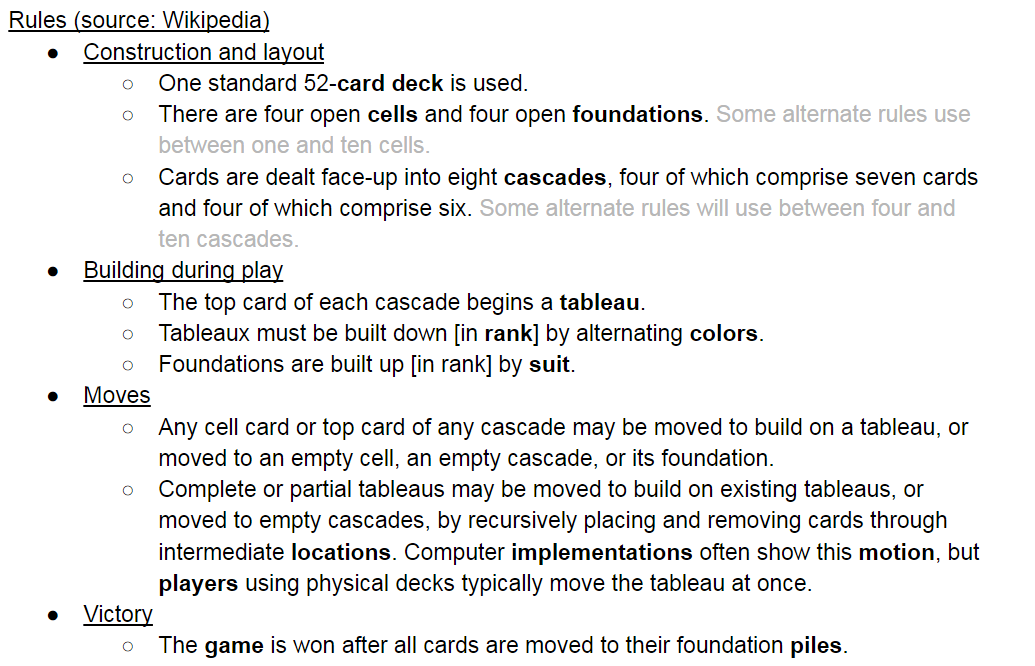 Rules (source: Wikipedia)
● Construction and layout
○ One standard 52-card deck is used.
○ There are four open cells and four open foundations. Some alternate rules use
between one and ten cells.
○ Cards are dealt face-up into eight cascades, four of which comprise seven cards
and four of which comprise six. Some alternate rules will use between four and
ten cascades.
● Building during play
○ The top card of each cascade begins a tableau.
○ Tableaux must be built down [in rank] by alternating colors.
○ Foundations are built up [in rank] by suit.
● Moves
○ Any cell card or top card of any cascade may be moved to build on a tableau, or
moved to an empty cell, an empty cascade, or its foundation.
○ Complete or partial tableaus may be moved to build on existing tableaus, or
moved to empty cascades, by recursively placing and removing cards through
intermediate locations. Computer implementations often show this motion, but
players using physical decks typically move the tableau at once.
● Victory
○ The game is won after all cards are moved to their foundation piles.